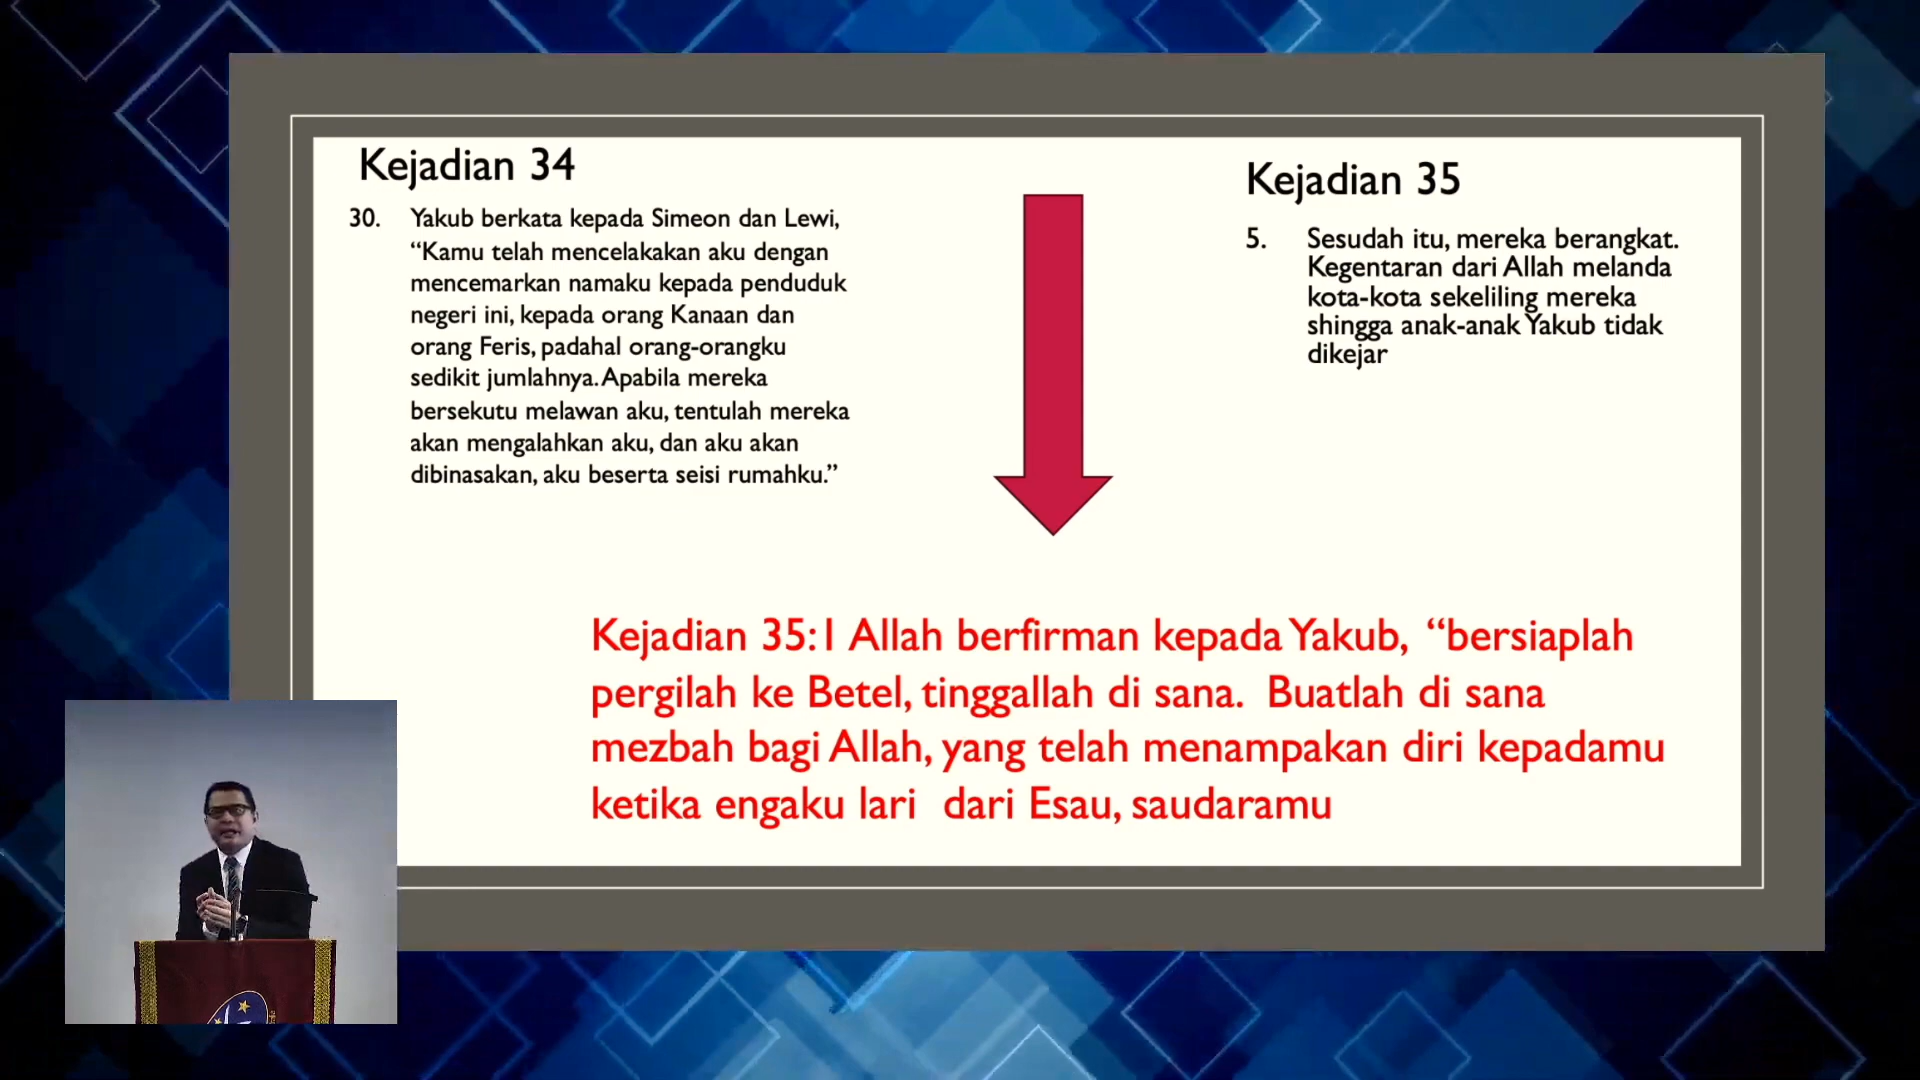 Kejadian 34
30. Yakub berkata kepada Simeon dan Lewi,
“Kamu telah mencelakakan aku dengan
mencemarkan namaku kepada penduduk
negeri ini, kepada orang Kanaan dan
orang Feris, padahal orang-orangku
sedikit jumlahnya. Apabila mereka
bersekutu melawan aku, tentulah mereka
akan mengalahkan aku, dan aku akan
dibinasakan, aku beserta seisi rumahku.”
Kejadian 35
5. Sesudah itu, mereka berangkat.
Kegentaran dari Allah melanda
kota-kota sekeliling mereka
shingga anak-anak Yakub tidak
dikejar
Kejadian 35:1 Allah berfirman kepada Yakub, “bersiaplah
pergilah ke Betel, tinggallah di sana. Buatlah di sana
mezbah bagi Allah, yang telah menampakan diri kepadamu
ketika engaku lari dari Esau, saudaramu